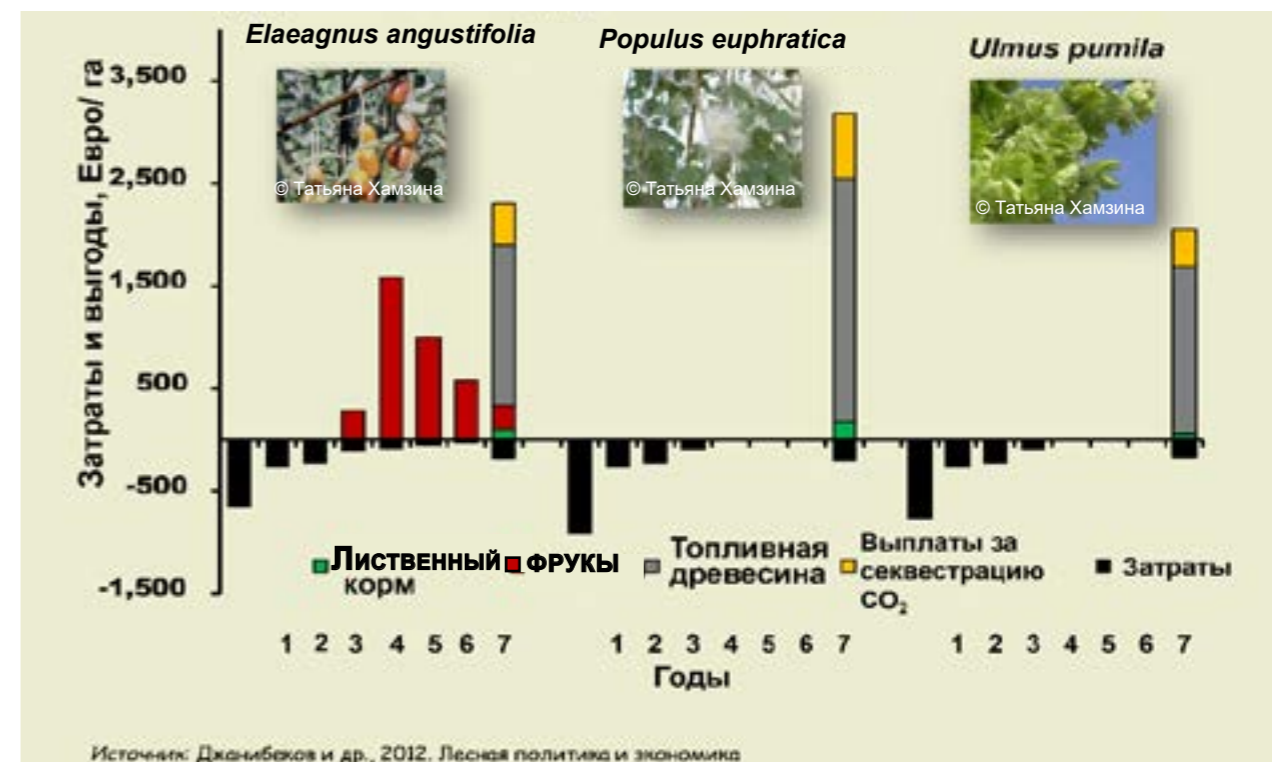 Elaeagnus angustifolia
Populus euphratica
Ulmus pumila
© Татьяна Хамзина
© Татьяна Хамзина
© Татьяна Хамзина
Затраты и выгоды, Евро/ га
3,500
2,500
1,500
500
-500
-1,500
Лиственный корм
ФРУКЫ
Топливная древесина
Выплаты за секвестрацию CO₂
Затраты
1 2 3 4 5 6 7
1 2 3 4 5 6 7
1 2 3 4 5 6 7
Годы
Источник: Джанибеков и др., 2012. Лесная политика и экономика